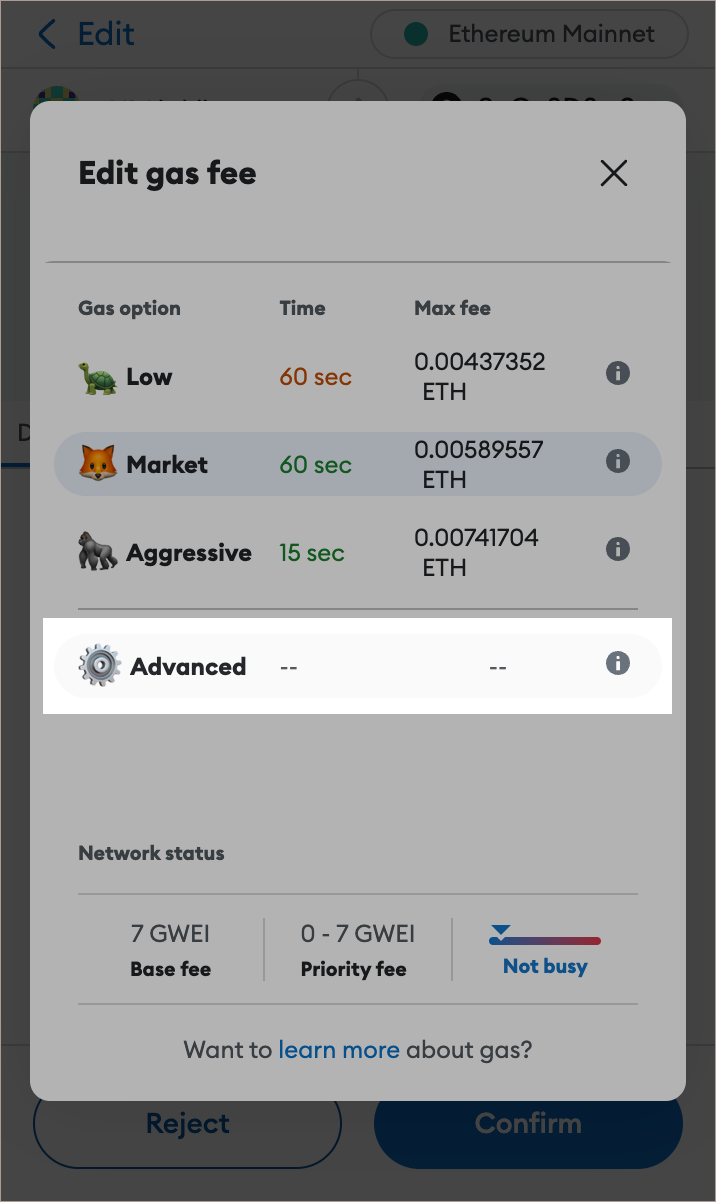 Edit
Ethereum Mainnet
Edit gas fee
Gas option Time Max fee
Low 60 sec 0.00437352 ETH
Market 60 sec 0.00589557 ETH
Aggressive 15 sec 0.00741704 ETH
Advanced -- --
Network status
7 GWEI 0 - 7 GWEI
Base fee Priority fee Not busy
Want to learn more about gas?
Reject Confirm